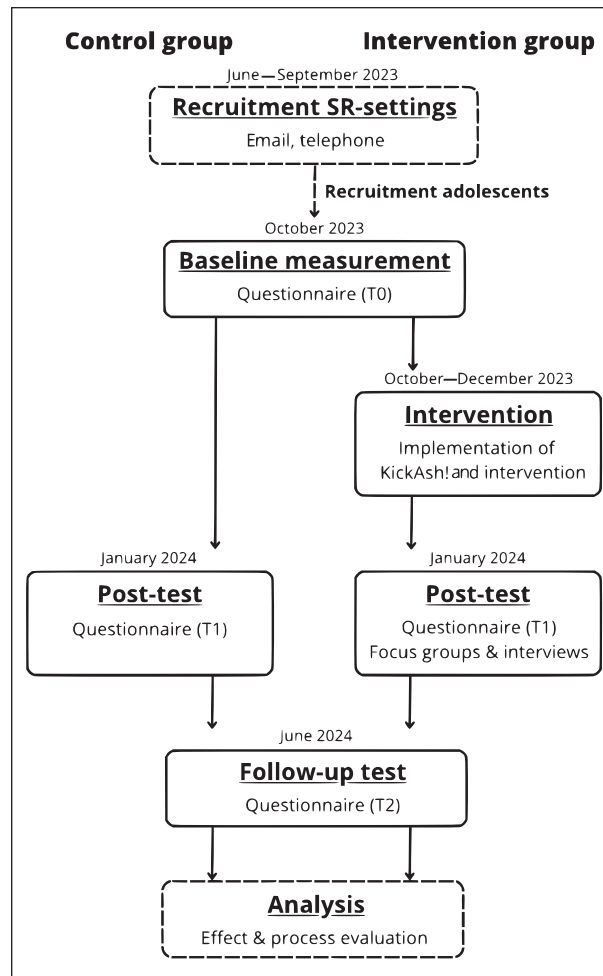 Control group
Intervention group
June—September 2023
Recruitment SR-settings
Email, telephone
Recruitment adolescents
October 2023
Baseline measurement
Questionnaire (T0)
October—December 2023
Intervention
Implementation of
KickAsh! and intervention
January 2024
Post-test
Questionnaire (T1)
January 2024
Post-test
Questionnaire (T1)
Focus groups & interviews
June 2024
Follow-up test
Questionnaire (T2)
Analysis
Effect & process evaluation